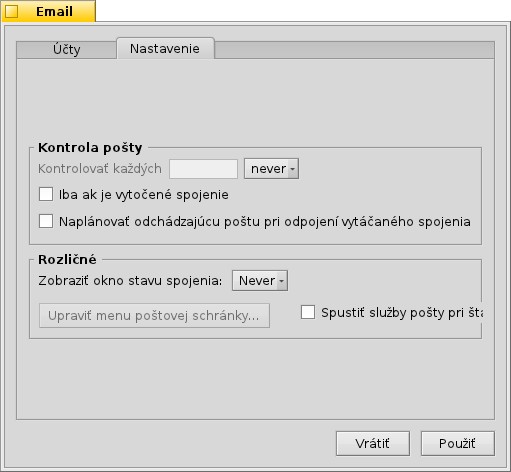 Email
Účty
Nastavenie
Kontrola pošty
Kontrolovať každých never
Iba ak je vytočené spojenie
Naplánovať odchádzajúcu poštu pri odpojení vytáčaného spojenia
Rozličné
Zobraziť okno stavu spojenia: Never
Upraviť menu poštovej schránky...
Spustiť služby pošty pri
Vrátiť
Použiť